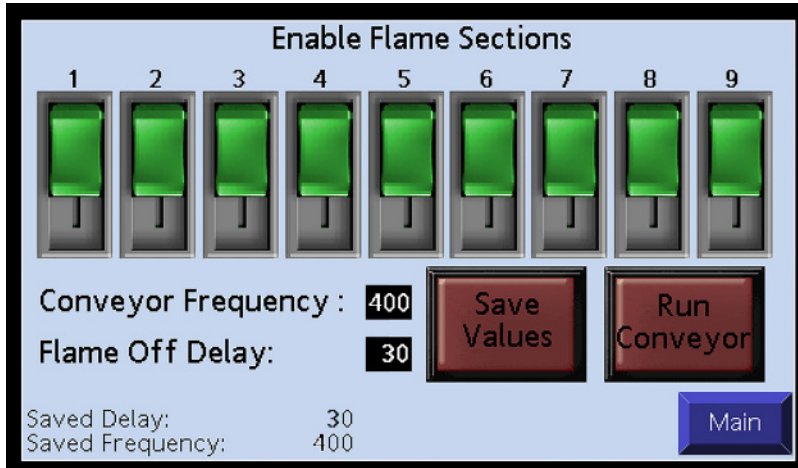 Enable Flame Sections
1 2 3 4 5 6 7 8 9
Conveyor Frequency : 400
Flame Off Delay: 30
Save
Values
Run
Conveyor
Saved Delay: 30
Saved Frequency: 400
Main